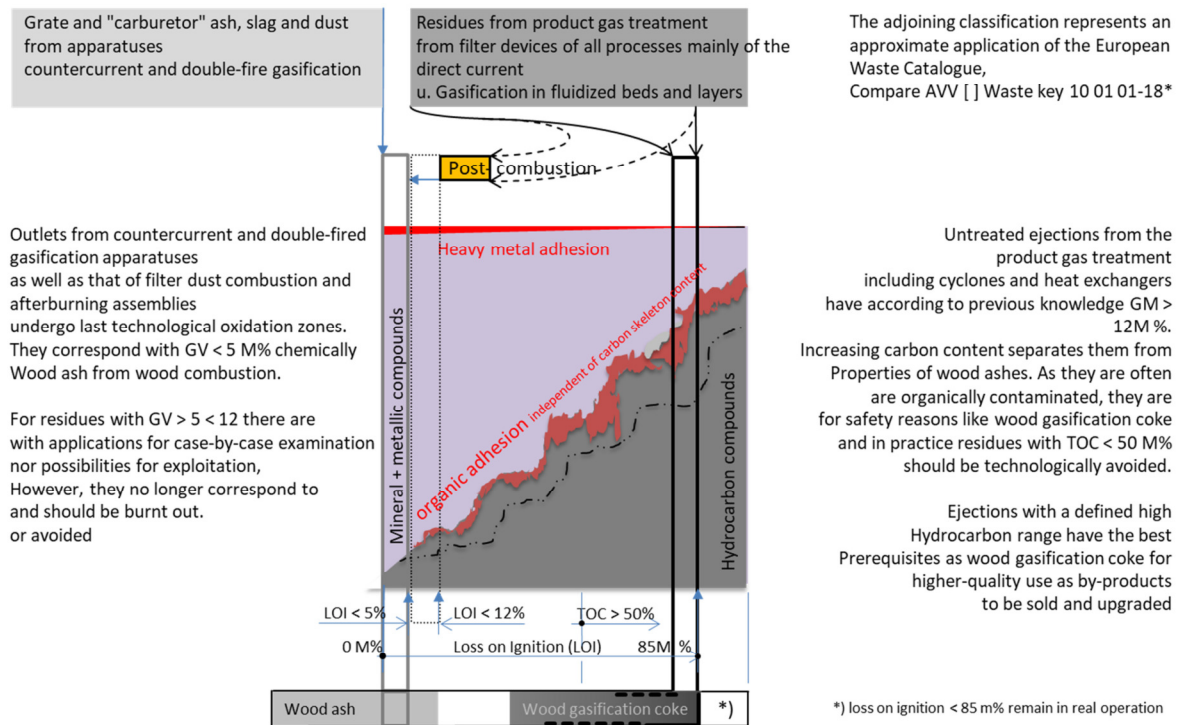 Grate and "carburetor" ash, slag and dust
from apparatuses
countercurrent and double-fire gasification
Residues from product gas treatment
from filter devices of all processes mainly of the
direct current
u. Gasification in fluidized beds and layers
The adjoining classification represents an
approximate application of the European
Waste Catalogue,
Compare AVV [ ] Waste key 10 01 01-18*
Post- combustion
Heavy metal adhesion
Outlets from countercurrent and double-fired
gasification apparatuses
as well as that of filter dust combustion and
afterburning assemblies
undergo last technological oxidation zones.
They correspond with GV < 5 M% chemically
Wood ash from wood combustion.
For residues with GV > 5 < 12 there are
with applications for case-by-case examination
nor possibilities for exploitation,
However, they no longer correspond to
and should be burnt out.
or avoided
Mineral + metallic compounds
organic adhesion independent of carbon skeleton content
Hydrocarbon compounds
Untreated ejections from the
product gas treatment
including cyclones and heat exchangers
have according to previous knowledge GM >
12M %.
Increasing carbon content separates them from
Properties of wood ashes. As they are often
are organically contaminated, they are
for safety reasons like wood gasification coke
and in practice residues with TOC < 50 M%
should be technologically avoided.
Ejections with a defined high
Hydrocarbon range have the best
Prerequisites as wood gasification coke for
higher-quality use as by-products
to be sold and upgraded
LOI < 5%
LOI < 12%
TOC > 50%
0 M%
Loss on Ignition (LOI)
85M %
Wood ash
Wood gasification coke
*)
*) loss on ignition < 85 m% remain in real operation